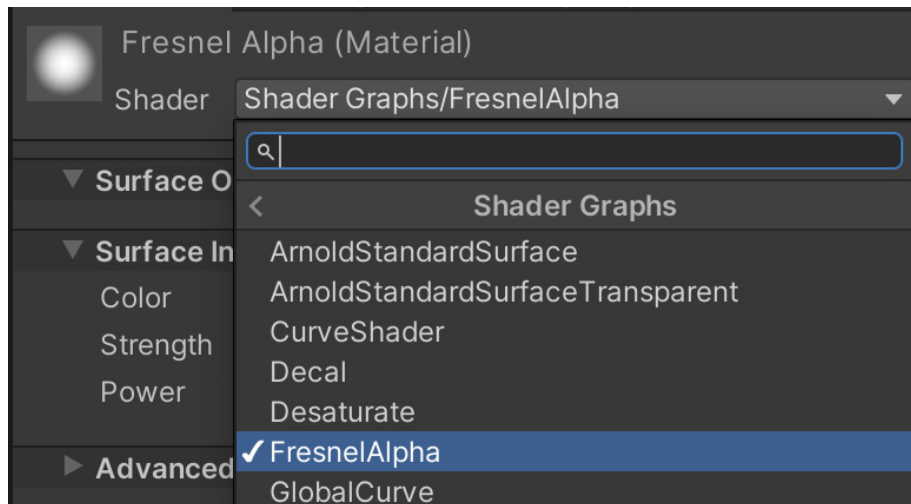 Fresnel Alpha (Material)
Shader Shader Graphs/FresnelAlpha
Surface O
Shader Graphs
Surface In
ArnoldStandardSurface
Color
ArnoldStandardSurfaceTransparent
Strength
CurveShader
Decal
Power
Desaturate
FresnelAlpha
Advanced
GlobalCurve